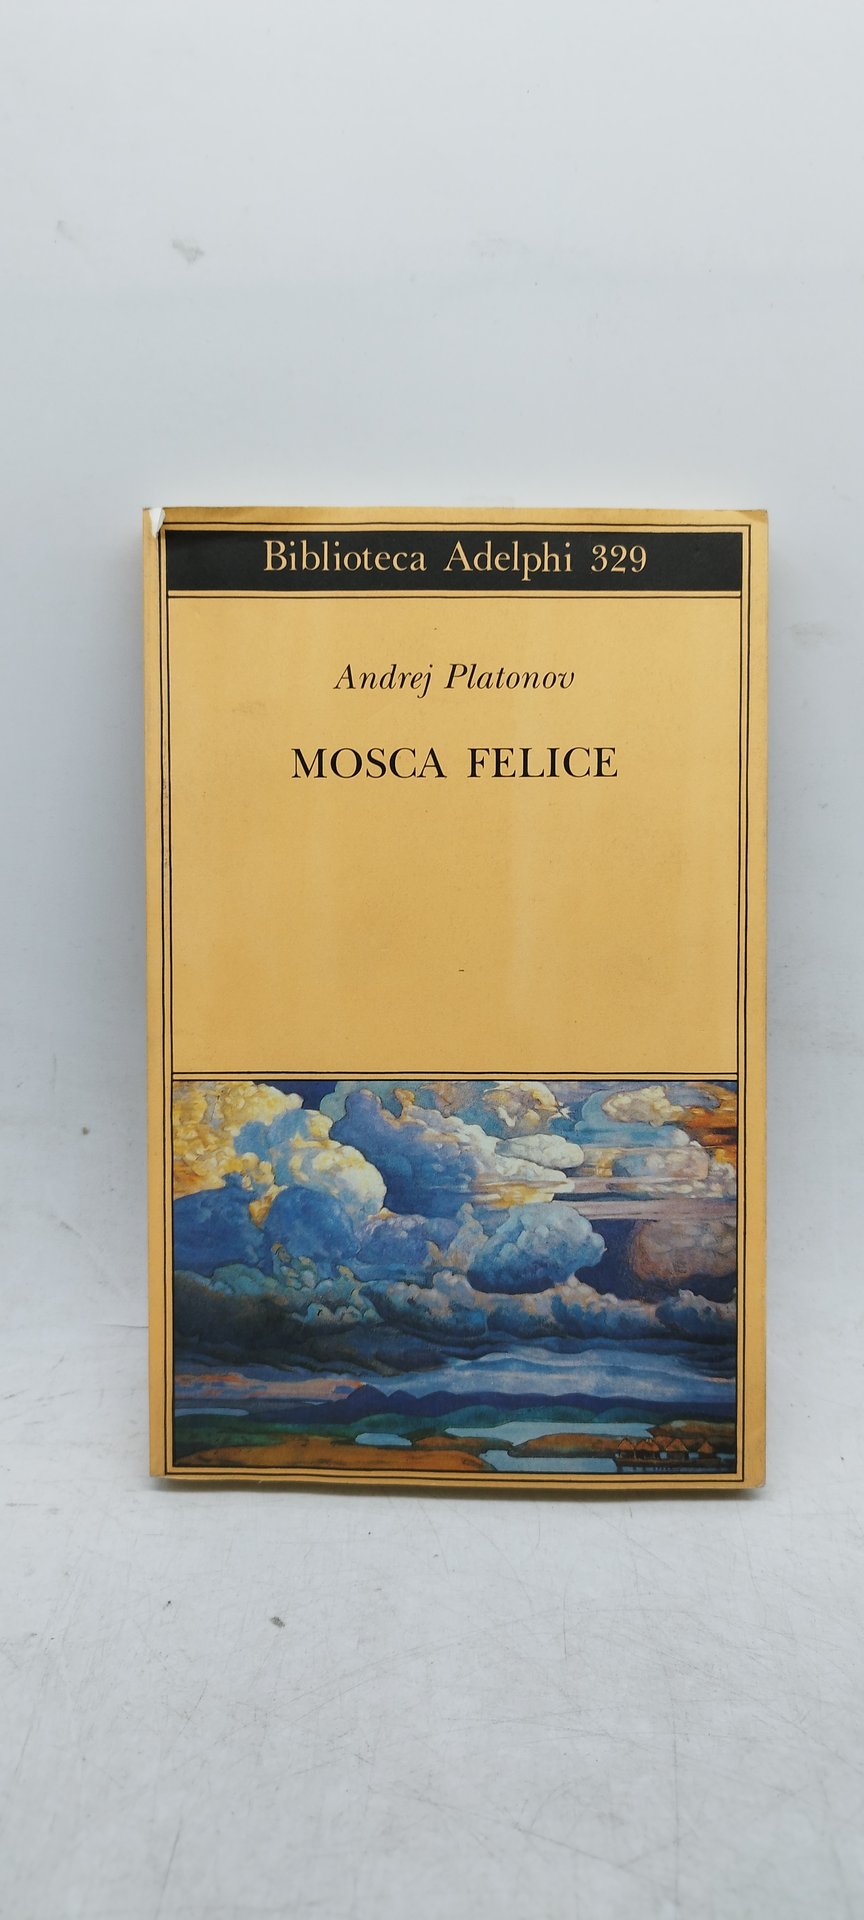 Biblioteca Adelphi 329
Andrej Platonov
MOSCA FELICE